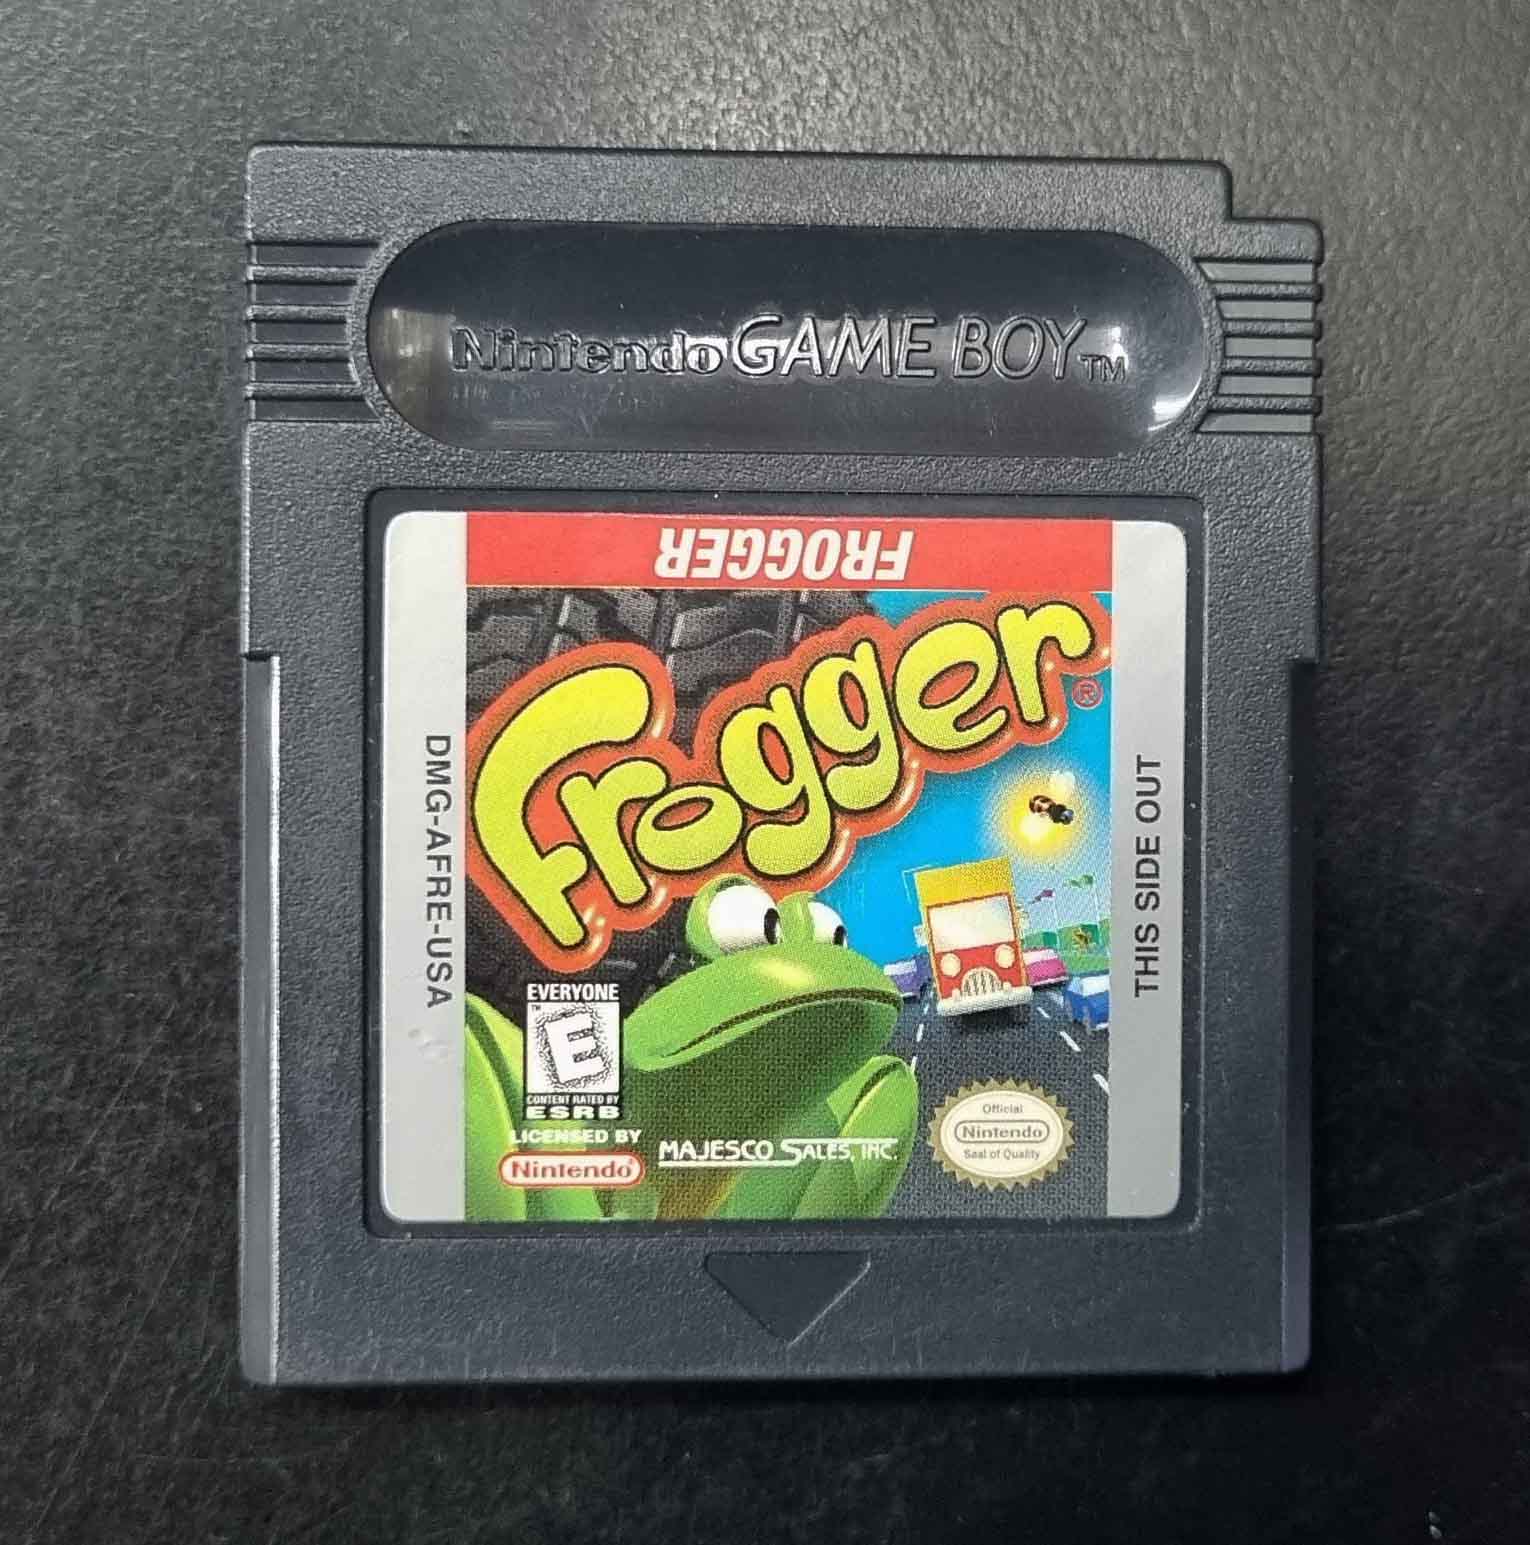 Nintendo GAME BOY TM
FROGGER
Frogger®
DMG-AFRE-USA
THIS SIDE OUT
EVERYONE
TM
E
CONTENT RATED BY
ESRB
LICENSED BY
Nintendo®
MAJESCO SALES, INC.
Official
Nintendo
Seal of Quality